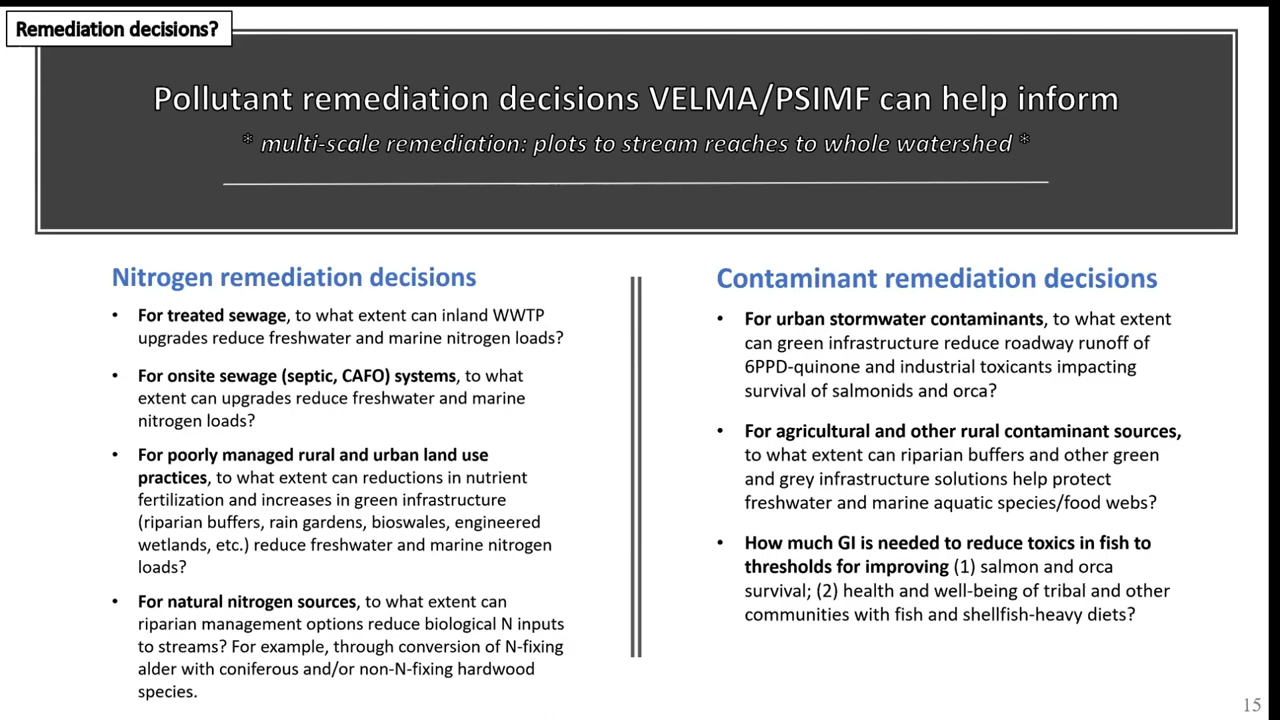 Remediation decisions?
Pollutant remediation decisions VELMA/PSIMF can help inform
* multi-scale remediation: plots to stream reaches to whole watershed *
Nitrogen remediation decisions
• For treated sewage, to what extent can inland WWTP
upgrades reduce freshwater and marine nitrogen loads?
• For onsite sewage (septic, CAFO) systems, to what
extent can upgrades reduce freshwater and marine
nitrogen loads?
• For poorly managed rural and urban land use
practices, to what extent can reductions in nutrient
fertilization and increases in green infrastructure
(riparian buffers, rain gardens, bioswales, engineered
wetlands, etc.) reduce freshwater and marine nitrogen
loads?
• For natural nitrogen sources, to what extent can
riparian management options reduce biological N inputs
to streams? For example, through conversion of N-fixing
alder with coniferous and/or non-N-fixing hardwood
species.
Contaminant remediation decisions
• For urban stormwater contaminants, to what extent
can green infrastructure reduce roadway runoff of
6PPD-quinone and industrial toxicants impacting
survival of salmonids and orca?
• For agricultural and other rural contaminant sources,
to what extent can riparian buffers and other green
and grey infrastructure solutions help protect
freshwater and marine aquatic species/food webs?
• How much GI is needed to reduce toxics in fish to
thresholds for improving (1) salmon and orca
survival; (2) health and well-being of tribal and other
communities with fish and shellfish-heavy diets?
15